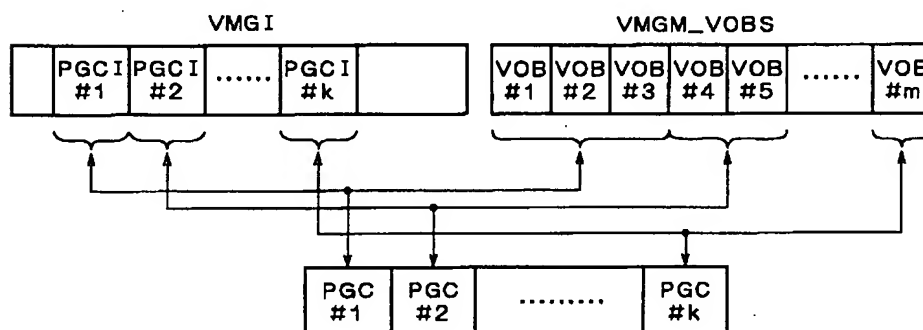 VMGI VMGM_VOBS
PGCI PGCI ...... PGCI VOB VOB VOB VOB VOB ...... VOB
#1 #2 #k #1 #2 #3 #4 #5 #m
PGC PGC ......... PGC
#1 #2 #k